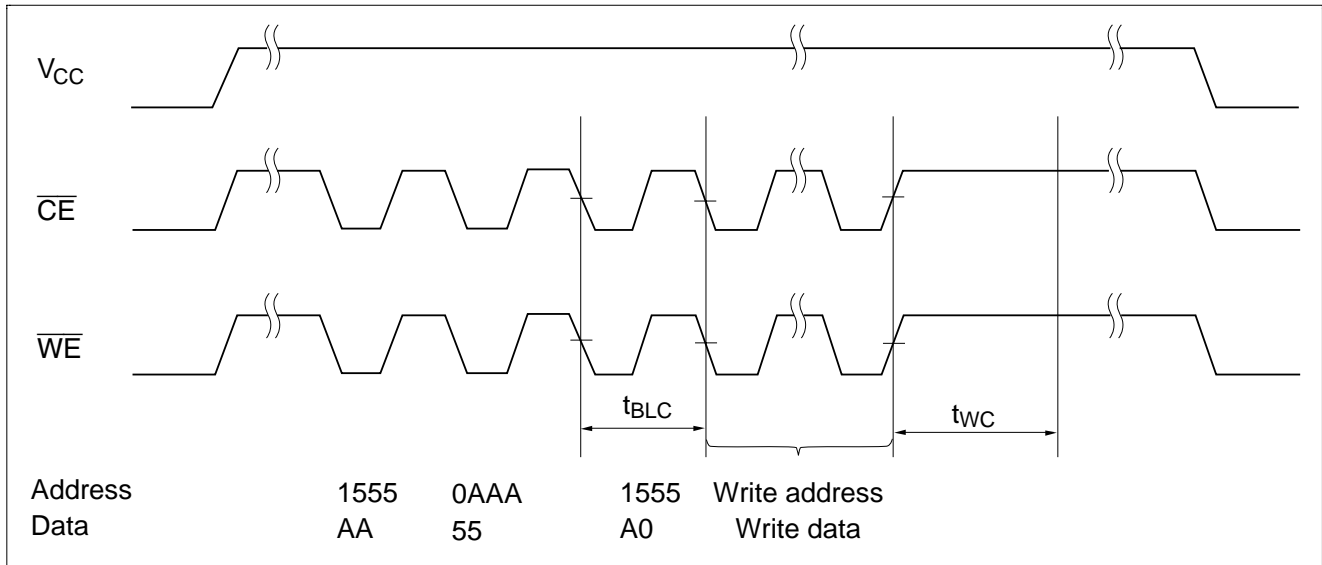 VCC
CE
WE
tBLC
tWC
Address 1555 0AAA 1555 Write address
Data AA 55 A0 Write data